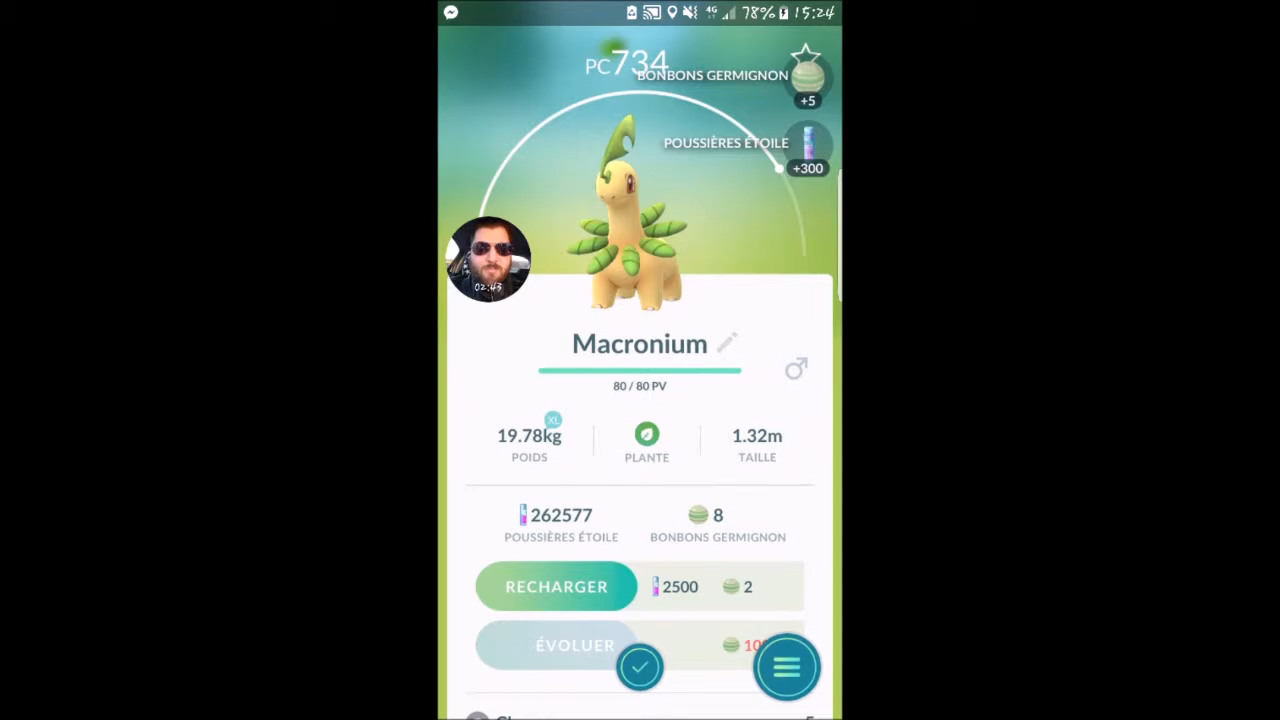 4G 78% 15:24
PC734
BONBONS GERMIGNON
+5
POUSSIÈRES ÉTOILE
+300
02:43
Macronium
80 / 80 PV
XL
19.78kg
POIDS
PLANTE
1.32m
TAILLE
262577
POUSSIÈRES ÉTOILE
8
BONBONS GERMIGNON
RECHARGER 2500 2
ÉVOLUER